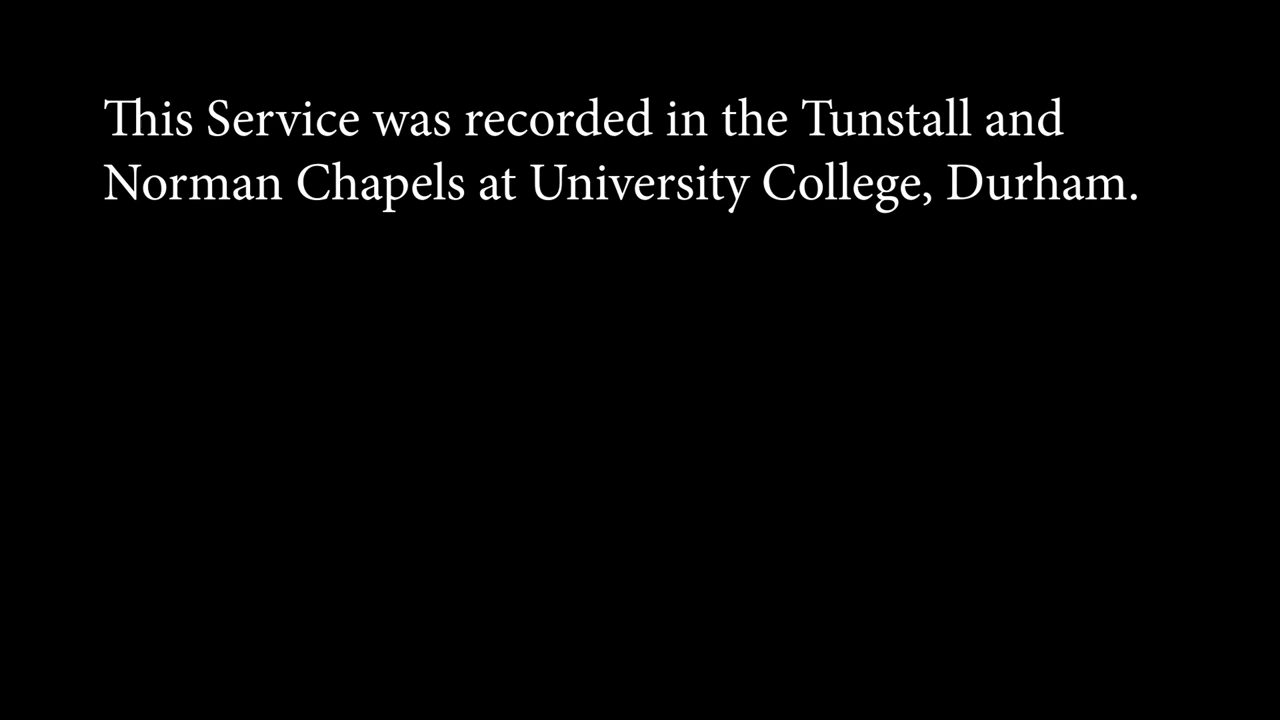 This Service was recorded in the Tunstall and
Norman Chapels at University College, Durham.